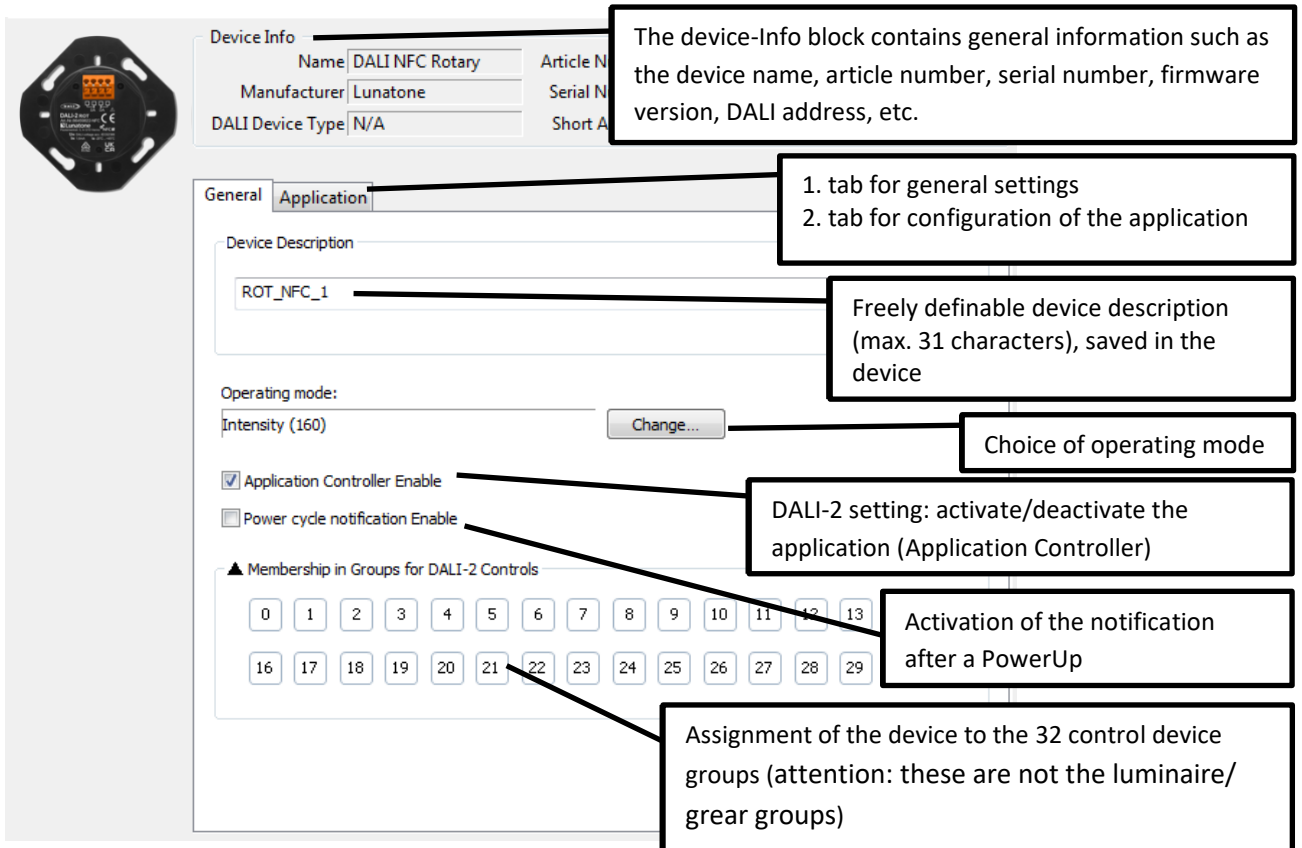 Device Info
Name DALI NFC Rotary Article N
Manufacturer Lunatone Serial N
DALI Device Type N/A Short A
The device-Info block contains general information such as
the device name, article number, serial number, firmware
version, DALI address, etc.
General Application
1. tab for general settings
2. tab for configuration of the application
Device Description
ROT_NFC_1
Freely definable device description
(max. 31 characters), saved in the
device
Operating mode:
Intensity (160) Change...
Choice of operating mode
Application Controller Enable
Power cycle notification Enable
DALI-2 setting: activate/deactivate the
application (Application Controller)
Membership in Groups for DALI-2 Controls
0 1 2 3 4 5 6 7 8 9 10 11 12 13
16 17 18 19 20 21 22 23 24 25 26 27 28 29
Activation of the notification
after a PowerUp
Assignment of the device to the 32 control device
groups (attention: these are not the luminaire/
grear groups)
DALI-2 ROT
Lunatone